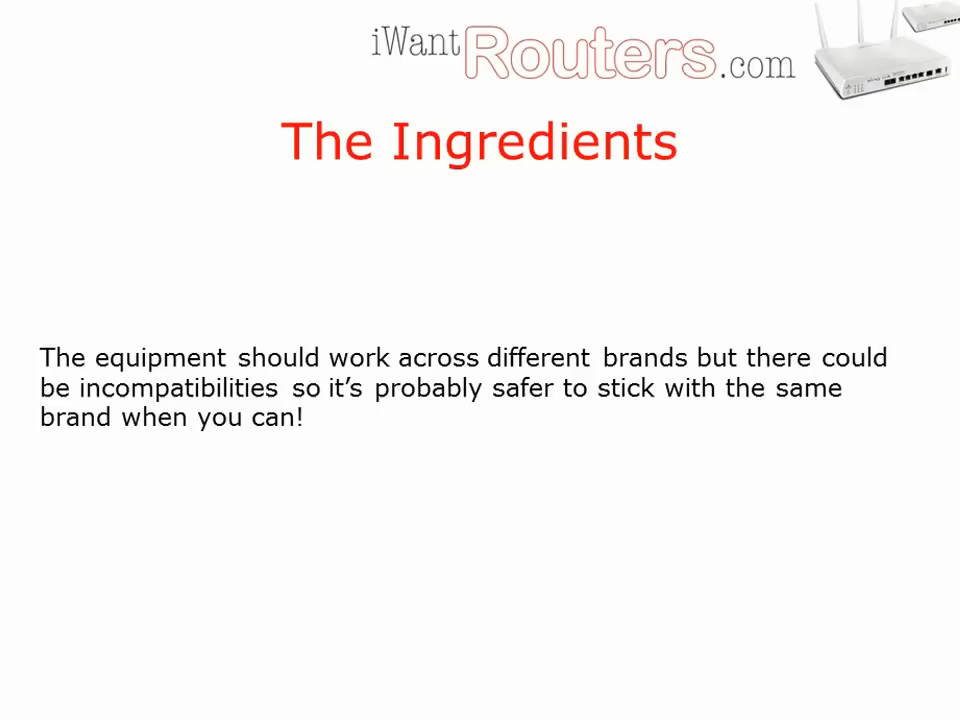 iWantRouters.com
The Ingredients
The equipment should work across different brands but there could
be incompatibilities so it’s probably safer to stick with the same
brand when you can!